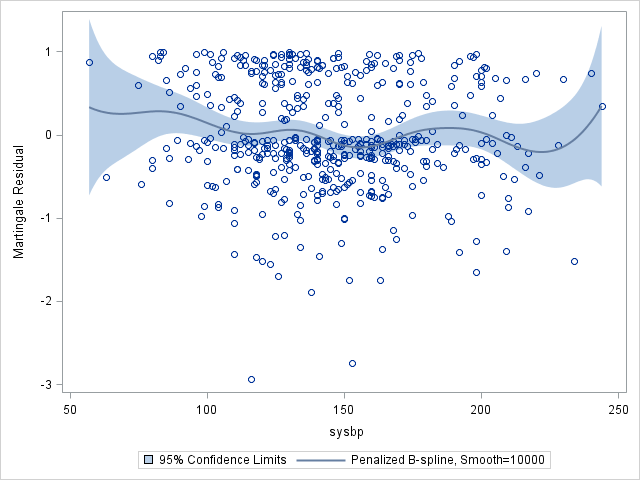 1
0
-1
-2
-3
Martingale Residual
50
100
150
200
250
sysbp
95% Confidence Limits
Penalized B-spline, Smooth=10000